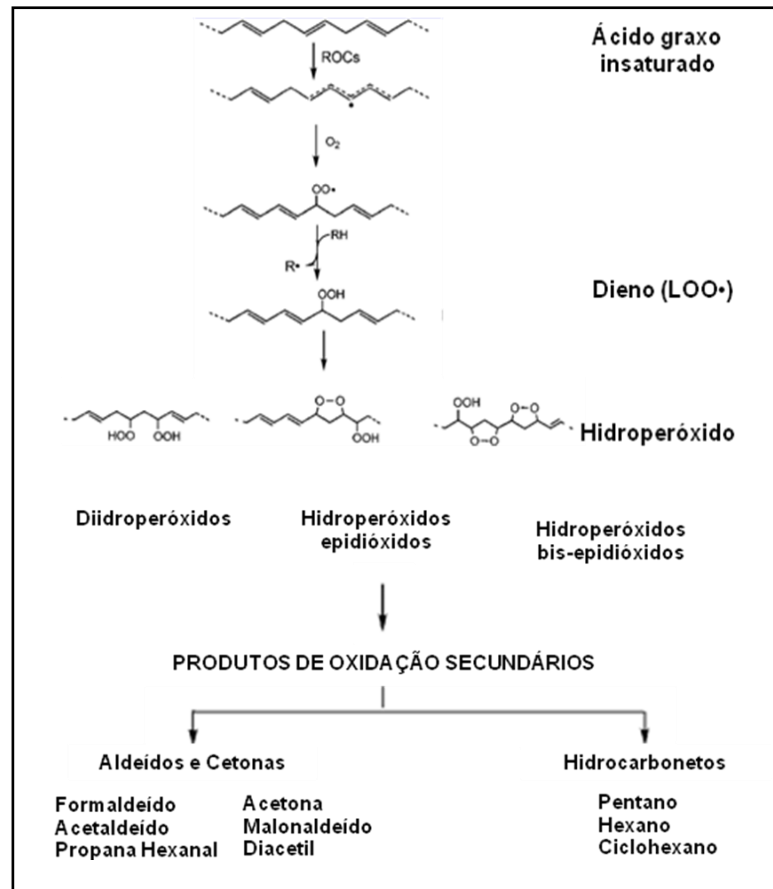 Ácido graxo
insaturado
ROCs
O₂
OO•
RH
R•
Dieno (LOO•)
OOH
HOO OOH
O-O
OOH
OOH
O-O
O-O
Hidroperóxido
Diidroperóxidos
Hidroperóxidos
epidióxidos
Hidroperóxidos
bis-epidióxidos
PRODUTOS DE OXIDAÇÃO SECUNDÁRIOS
Aldeídos e Cetonas
Hidrocarbonetos
Formaldeído Acetona Pentano
Acetaldeído Malonaldeído Hexano
Propana Hexanal Diacetil Ciclohexano